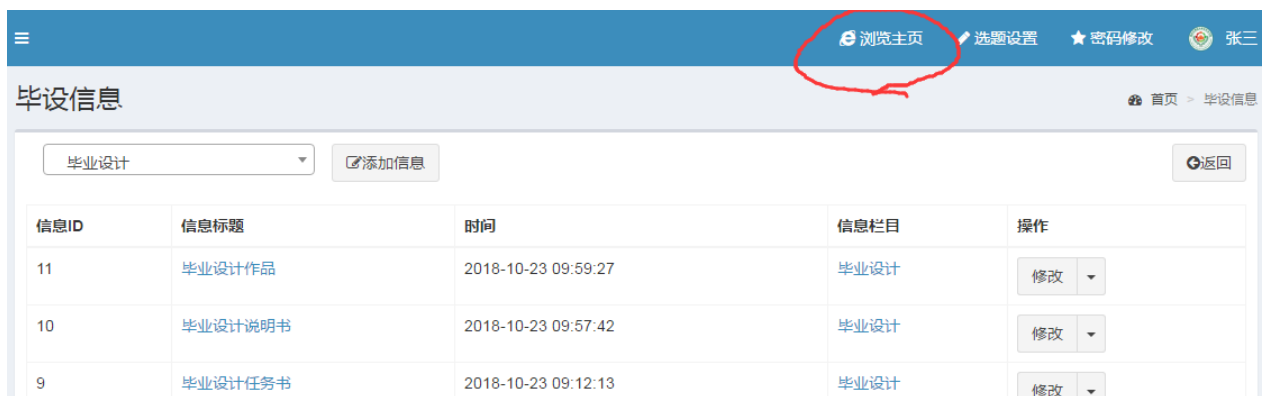 浏览主页 选题设置 密码修改 张三
毕设信息 首页 > 毕设信息
毕业设计 添加信息 返回
信息ID 信息标题 时间 信息栏目 操作
11 毕业设计作品 2018-10-23 09:59:27 毕业设计 修改
10 毕业设计说明书 2018-10-23 09:57:42 毕业设计 修改
9 毕业设计任务书 2018-10-23 09:12:13 毕业设计 修改